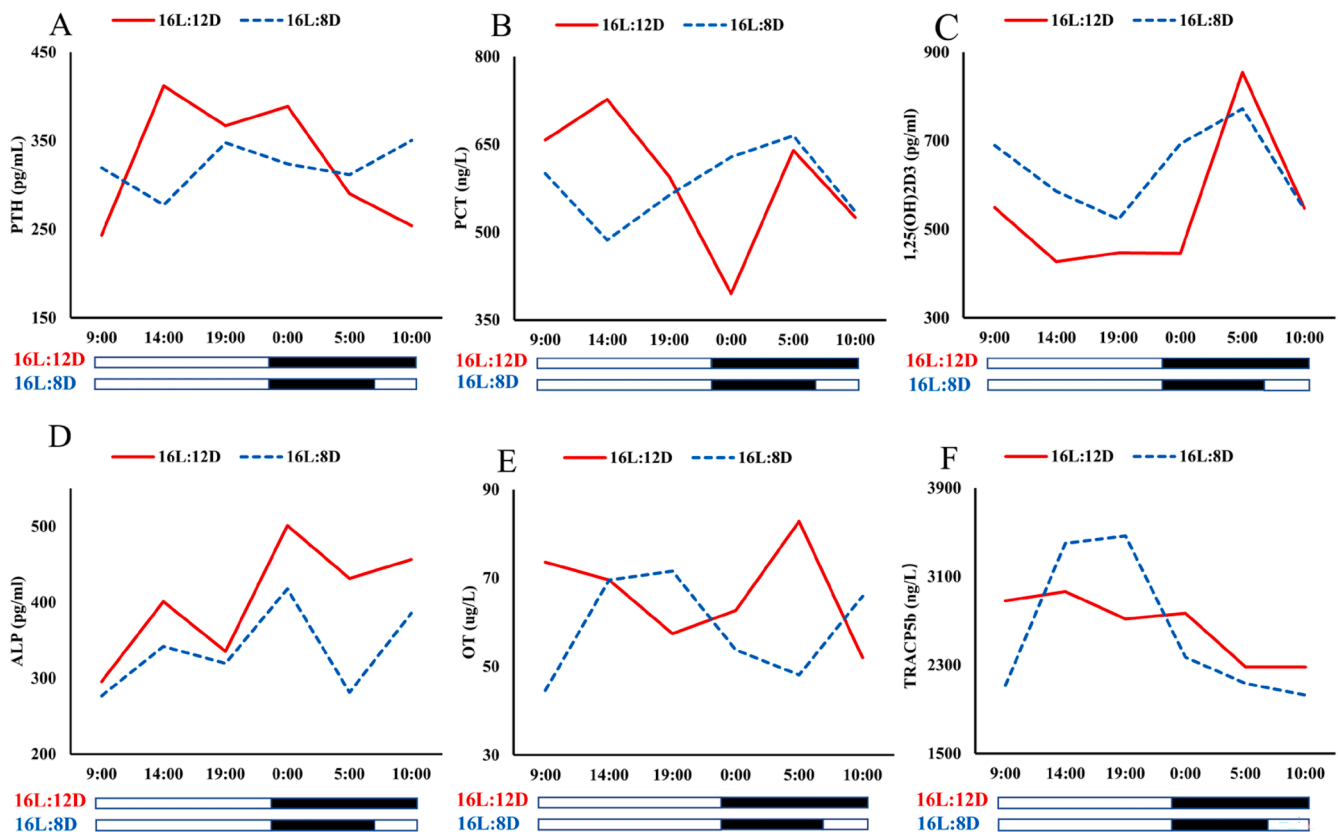 A
16L:12D
16L:8D
450
350
250
150
PTH (pg/mL)
9:00 14:00 19:00 0:00 5:00 10:00
16L:12D
16L:8D
B
16L:12D
16L:8D
800
650
500
350
PCT (ng/L)
9:00 14:00 19:00 0:00 5:00 10:00
16L:12D
16L:8D
C
16L:12D
16L:8D
900
700
500
300
1,25(OH)2D3 (pg/ml)
9:00 14:00 19:00 0:00 5:00 10:00
16L:12D
16L:8D
D
16L:12D
16L:8D
500
400
300
200
ALP (pg/ml)
9:00 14:00 19:00 0:00 5:00 10:00
16L:12D
16L:8D
E
16L:12D
16L:8D
90
70
50
30
OT (ug/L)
9:00 14:00 19:00 0:00 5:00 10:00
16L:12D
16L:8D
F
16L:12D
16L:8D
3900
3100
2300
1500
TRACP5b (ng/L)
9:00 14:00 19:00 0:00 5:00 10:00
16L:12D
16L:8D